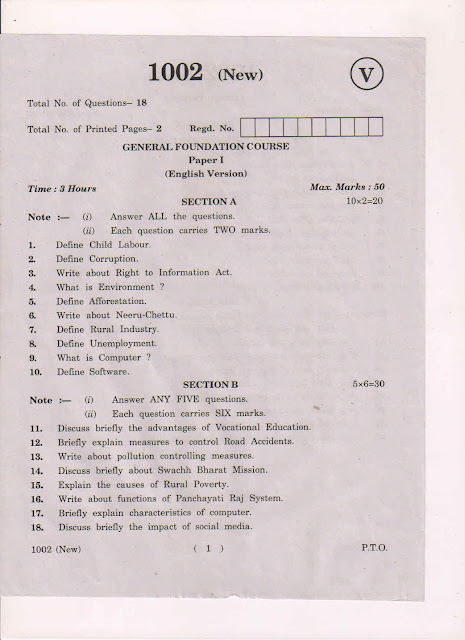 1002 (New)
V
Total No. of Questions– 18
Total No. of Printed Pages– 2 Regd. No.
GENERAL FOUNDATION COURSE
Paper I
(English Version)
Time : 3 Hours Max. Marks : 50
SECTION A 10×2=20
Note :— (i) Answer ALL the questions.
(ii) Each question carries TWO marks.
1. Define Child Labour.
2. Define Corruption.
3. Write about Right to Information Act.
4. What is Environment ?
5. Define Afforestation.
6. Write about Neeru-Chettu.
7. Define Rural Industry.
8. Define Unemployment.
9. What is Computer ?
10. Define Software.
SECTION B 5×6=30
Note :— (i) Answer ANY FIVE questions.
(ii) Each question carries SIX marks.
11. Discuss briefly the advantages of Vocational Education.
12. Briefly explain measures to control Road Accidents.
13. Write about pollution controlling measures.
14. Discuss briefly about Swachh Bharat Mission.
15. Explain the causes of Rural Poverty.
16. Write about functions of Panchayati Raj System.
17. Briefly explain characteristics of computer.
18. Discuss briefly the impact of social media.
1002 (New) ( 1 ) P.T.O.